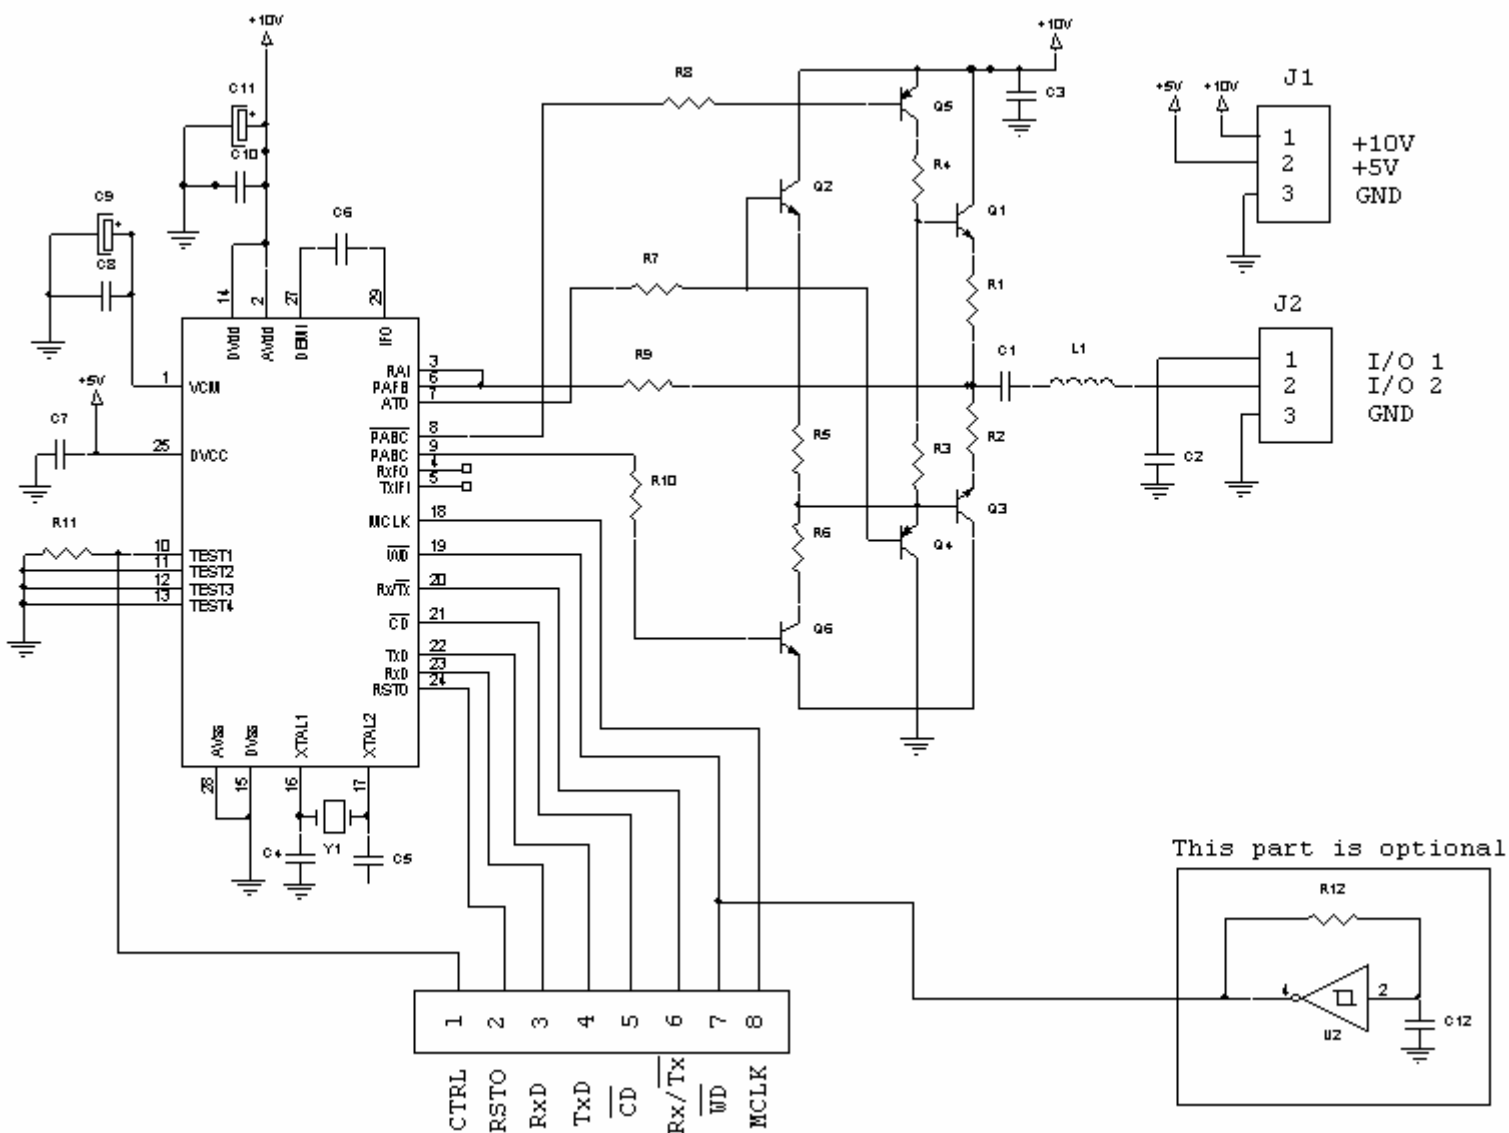 +10V
+10V
C11
C10
C9
C8
C6
R8
Q5
C3
R4
Q2
Q1
R7
R1
+5V
+10V
J1
1
2
3
+10V
+5V
GND
J2
1
2
3
I/O 1
I/O 2
GND
C1
L1
C2
R9
R5
R3
R2
R6
Q3
Q4
R10
Q6
14
2
27
29
DVdd
AVdd
DEMI
IFO
+5V
1
VCM
C7
25
DVCC
R11
10
TEST1
11
TEST2
12
TEST3
13
TEST4
RAI
3
PAFB
6
ATO
7
PABC
8
PABC
9
RxFO
4
TxIFI
5
MCLK
18
WD
19
Rx/Tx
20
CD
21
TxD
22
RxD
23
RSTO
24
AVSS
DVSS
XTAL1
XTAL2
28
15
16
17
C4
Y1
C5
1
2
3
4
5
6
7
8
CTRL
RSTO
RxD
TxD
CD
Rx/Tx
WD
MCLK
This part is optional
R12
4
2
U2
C12